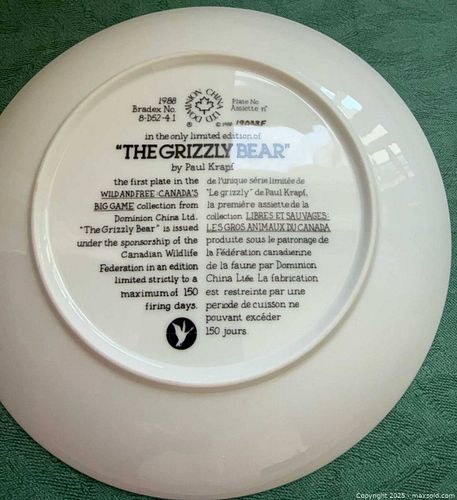 1988
Bradex No.
8-D52-4.1
DOMINION CHINA LTD
®
© 1988
Plate No
Assiette n°
1908BF
in the only limited edition of
"THE GRIZZLY BEAR"
by Paul Krapf
the first plate in the
WILD AND FREE-CANADA'S
BIG GAME collection from
Dominion China Ltd.
"The Grizzly Bear" is issued
under the sponsorship of the
Canadian Wildlife
Federation in an edition
limited strictly to a
maximum of 150
firing days.
de l'unique série limitée de
"Le grizzly" de Paul Krapf,
la première assiette de la
collection LIBRES ET SAUVAGES:
LES GROS ANIMAUX DU CANADA
produite sous le patronage de
la Fédération canadienne
de la faune par Dominion
China Ltée. La fabrication
est restreinte par une
periode de cuisson ne
pouvant excéder
150 jours.
Copyright 2025 - maxsold.com